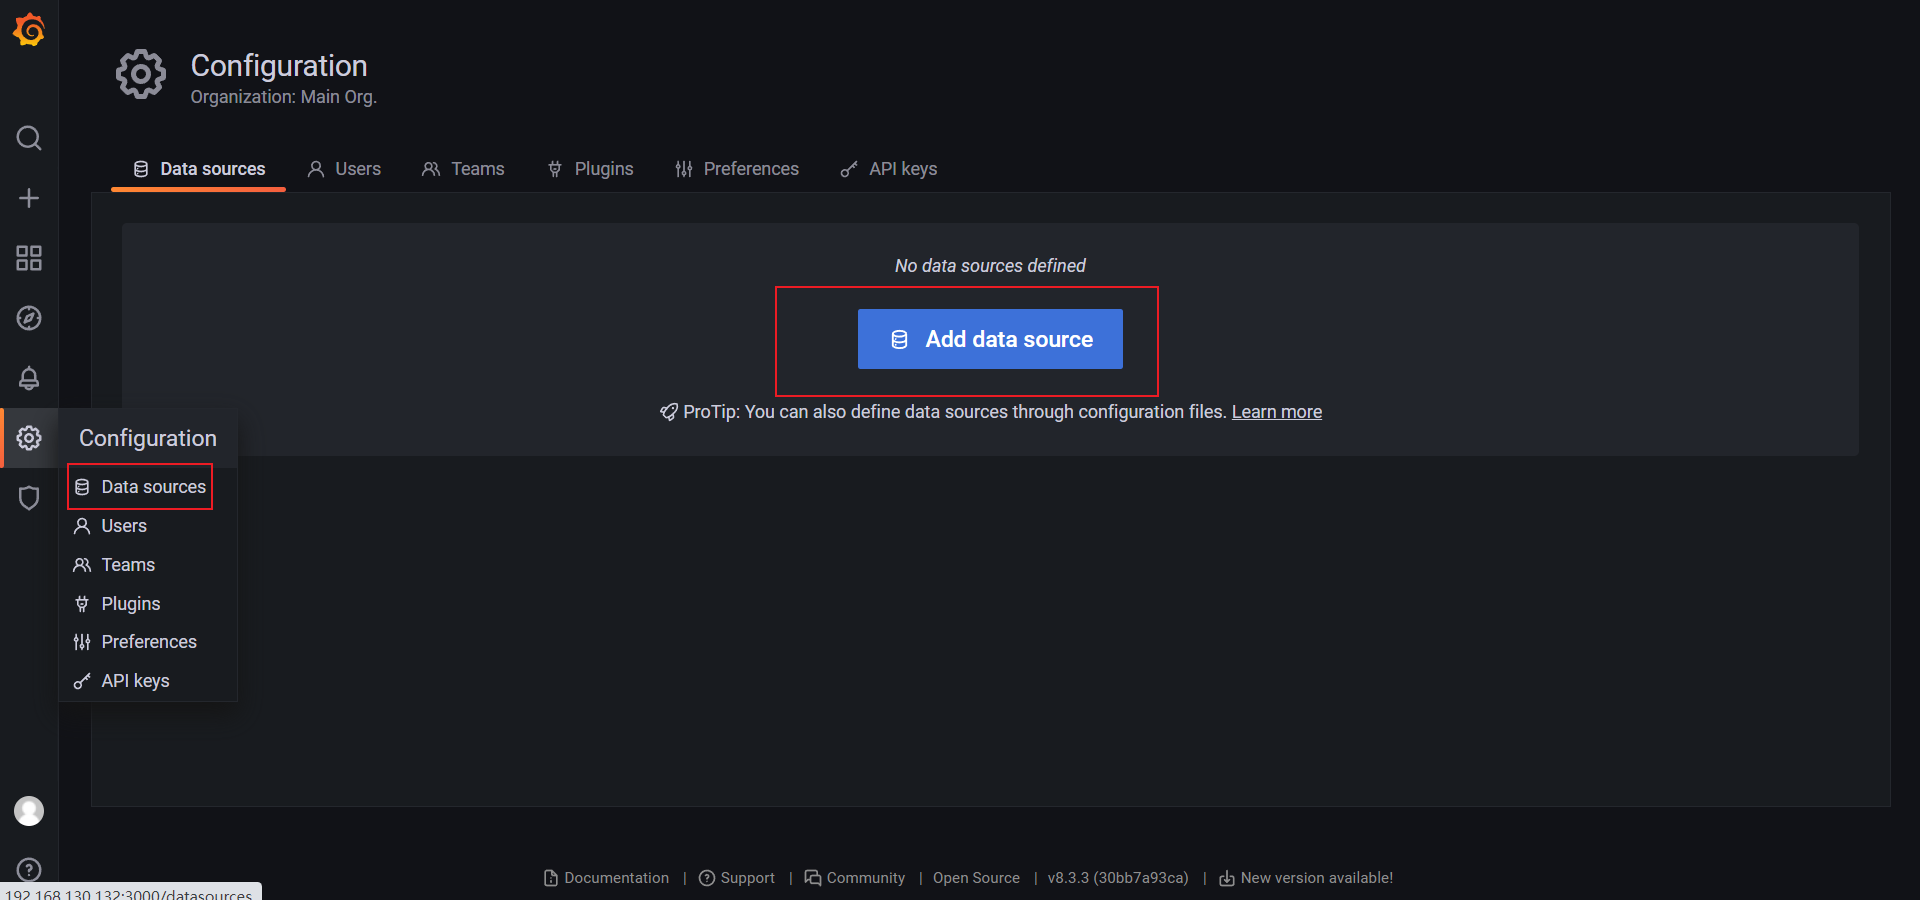 Configuration
Organization: Main Org.
Data sources Users Teams Plugins Preferences API keys
No data sources defined
Add data source
ProTip: You can also define data sources through configuration files. Learn more
Configuration
Data sources
Users
Teams
Plugins
Preferences
API keys
Documentation | Support | Community | Open Source | v8.3.3 (30bb7a93ca) | New version available!
192.168.130.132:3000/datasources